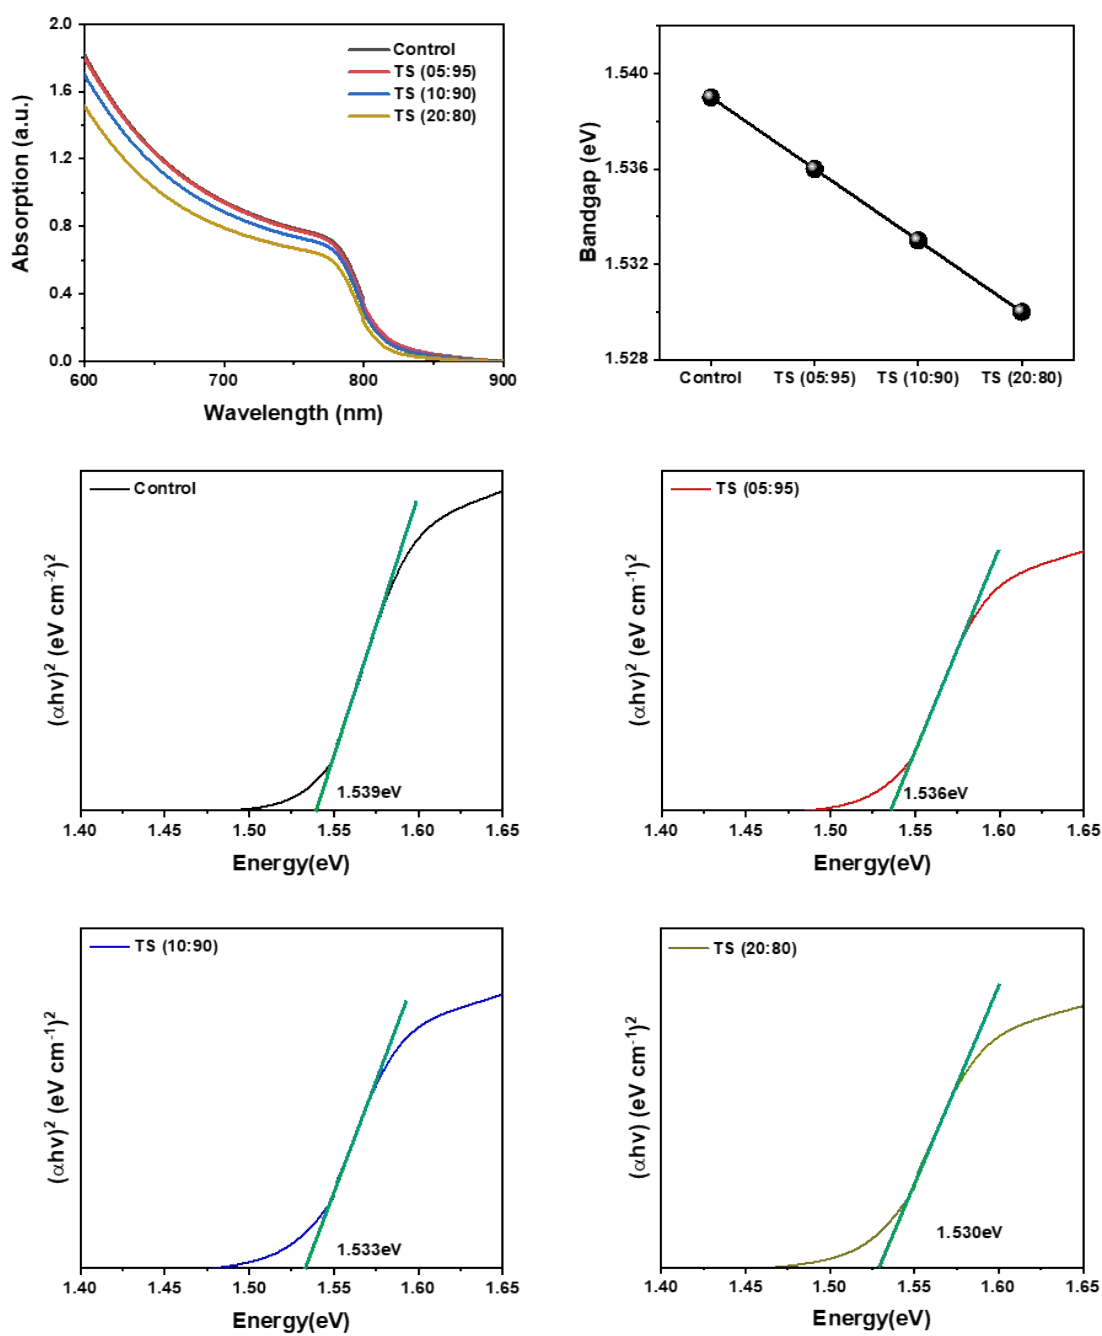 2.0
1.6
1.2
0.8
0.4
0.0
600
700
800
900
Absorption (a.u.)
Wavelength (nm)
Control
TS (05:95)
TS (10:90)
TS (20:80)
1.540
1.536
1.532
1.528
Bandgap (eV)
Control
TS (05:95)
TS (10:90)
TS (20:80)
Control
(αhν)² (eV cm⁻²)²
1.539eV
1.40
1.45
1.50
1.55
1.60
1.65
Energy(eV)
TS (05:95)
(αhν)² (eV cm⁻¹)²
1.536eV
1.40
1.45
1.50
1.55
1.60
1.65
Energy(eV)
TS (10:90)
(αhν)² (eV cm⁻¹)²
1.533eV
1.40
1.45
1.50
1.55
1.60
1.65
Energy(eV)
TS (20:80)
(αhν) (eV cm⁻¹)²
1.530eV
1.40
1.45
1.50
1.55
1.60
1.65
Energy(eV)